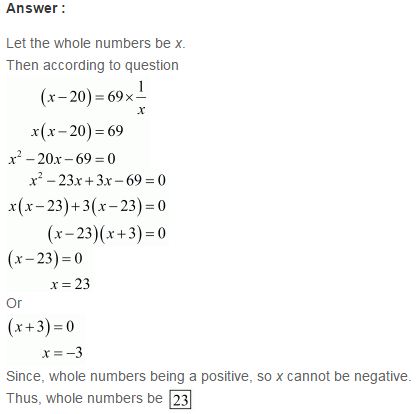 Answer :
Let the whole numbers be x.
Then according to question
(x−20)=69×1/x
x(x−20)=69
x²−20x−69=0
x²−23x+3x−69=0
x(x−23)+3(x−23)=0
(x−23)(x+3)=0
(x−23)=0
x=23
Or
(x+3)=0
x=−3
Since, whole numbers being a positive, so x cannot be negative.
Thus, whole numbers be 23